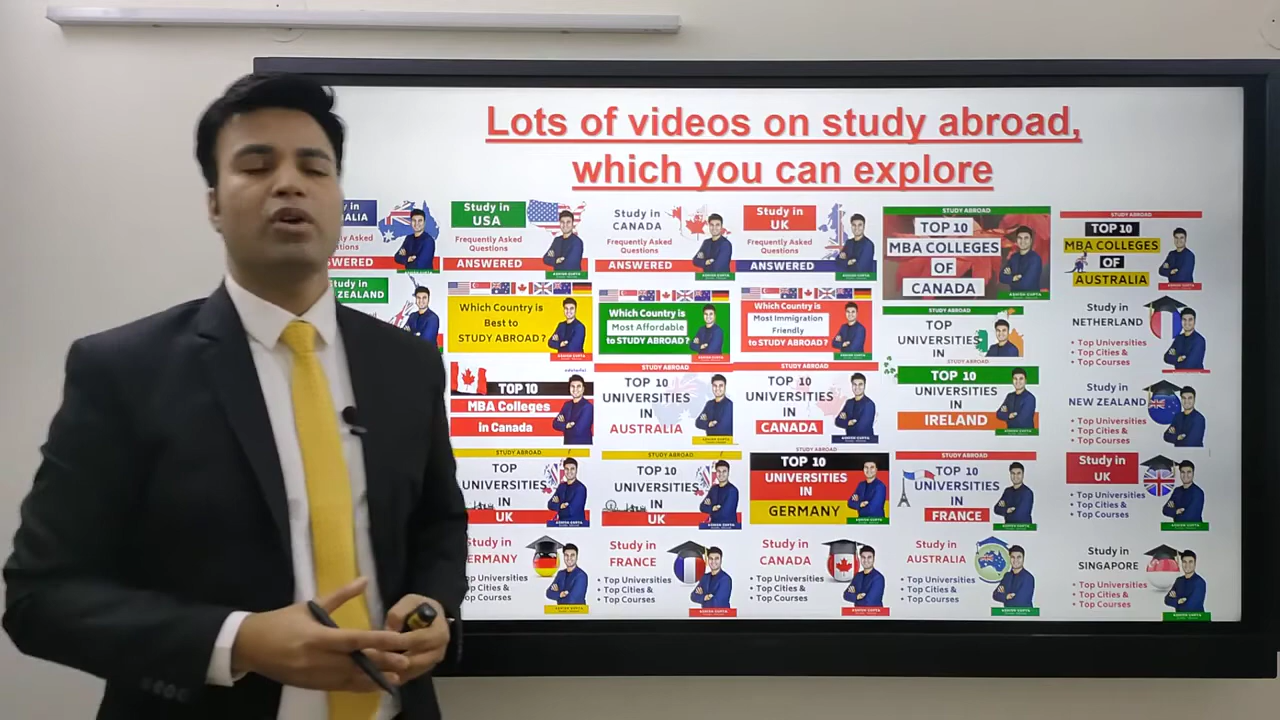 Lots of videos on study abroad,
which you can explore
Study in
USA
Frequently Asked
Questions
ANSWERED
Study in
CANADA
Frequently Asked
Questions
ANSWERED
Study in
UK
Frequently Asked
Questions
ANSWERED
STUDY ABROAD
TOP 10
MBA COLLEGES
OF
CANADA
STUDY ABROAD
TOP 10
MBA COLLEGES
OF
AUSTRALIA
Frequently Asked
Questions
ANSWERED
ZEALAND
Which Country is
Best to
STUDY ABROAD?
Which Country is
Most Affordable
to STUDY ABROAD?
Which Country is
Most Immigration
Friendly
to STUDY ABROAD?
STUDY ABROAD
TOP 10
UNIVERSITIES
IN
Study in
NETHERLAND
• Top Universities
• Top Cities &
• Top Courses
TOP 10
MBA Colleges
in Canada
STUDY ABROAD
TOP 10
UNIVERSITIES
IN
AUSTRALIA
STUDY ABROAD
TOP 10
UNIVERSITIES
IN
CANADA
STUDY ABROAD
TOP 10
UNIVERSITIES
IN
IRELAND
Study in
NEW ZEALAND
• Top Universities
• Top Cities &
• Top Courses
STUDY ABROAD
TOP
UNIVERSITIES
IN
UK
STUDY ABROAD
TOP 10
UNIVERSITIES
IN
UK
STUDY ABROAD
TOP 10
UNIVERSITIES
IN
GERMANY
STUDY ABROAD
TOP 10
UNIVERSITIES
IN
FRANCE
Study in
UK
• Top Universities
• Top Cities &
• Top Courses
Study in
GERMANY
Top Universities
Top Cities &
Top Courses
Study in
FRANCE
• Top Universities
• Top Cities &
• Top Courses
Study in
CANADA
• Top Universities
• Top Cities &
• Top Courses
Study in
AUSTRALIA
• Top Universities
• Top Cities &
• Top Courses
Study in
SINGAPORE
• Top Universities
• Top Cities &
• Top Courses
ASHISH GUPTA